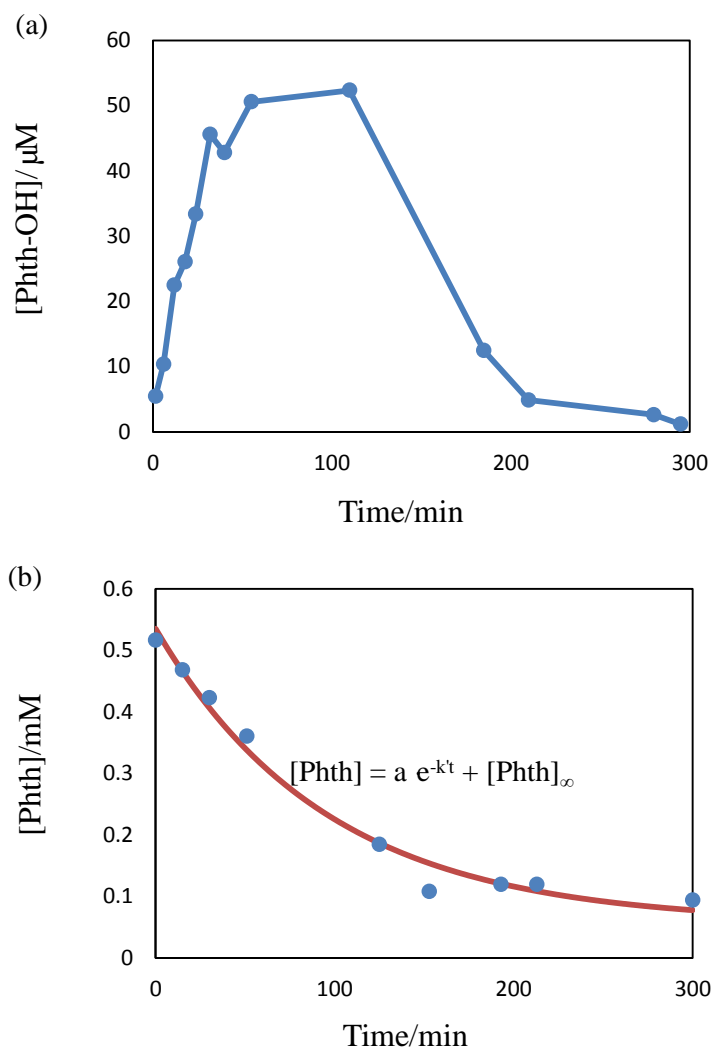 (a)
[Phth-OH]/ μM
60
50
40
30
20
10
0
0 100 200 300
Time/min
(b)
[Phth]/mM
0.6
0.5
0.4
0.3
0.2
0.1
0
[Phth] = a e^-k't + [Phth]∞
0 100 200 300
Time/min